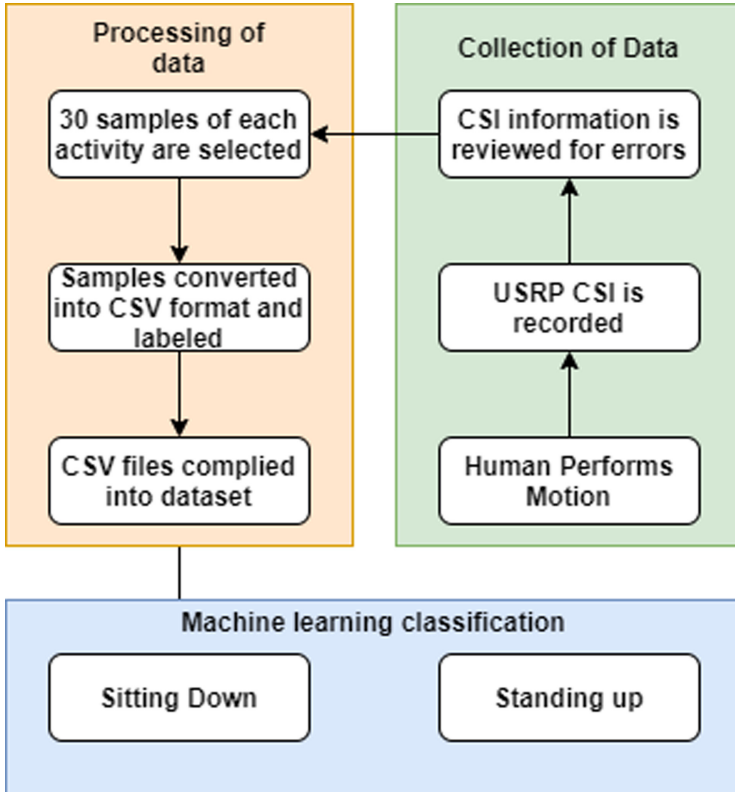 Processing of
data
30 samples of each
activity are selected
Samples converted
into CSV format and
labeled
CSV files complied
into dataset
Collection of Data
CSI information is
reviewed for errors
USRP CSI is
recorded
Human Performs
Motion
Machine learning classification
Sitting Down
Standing up